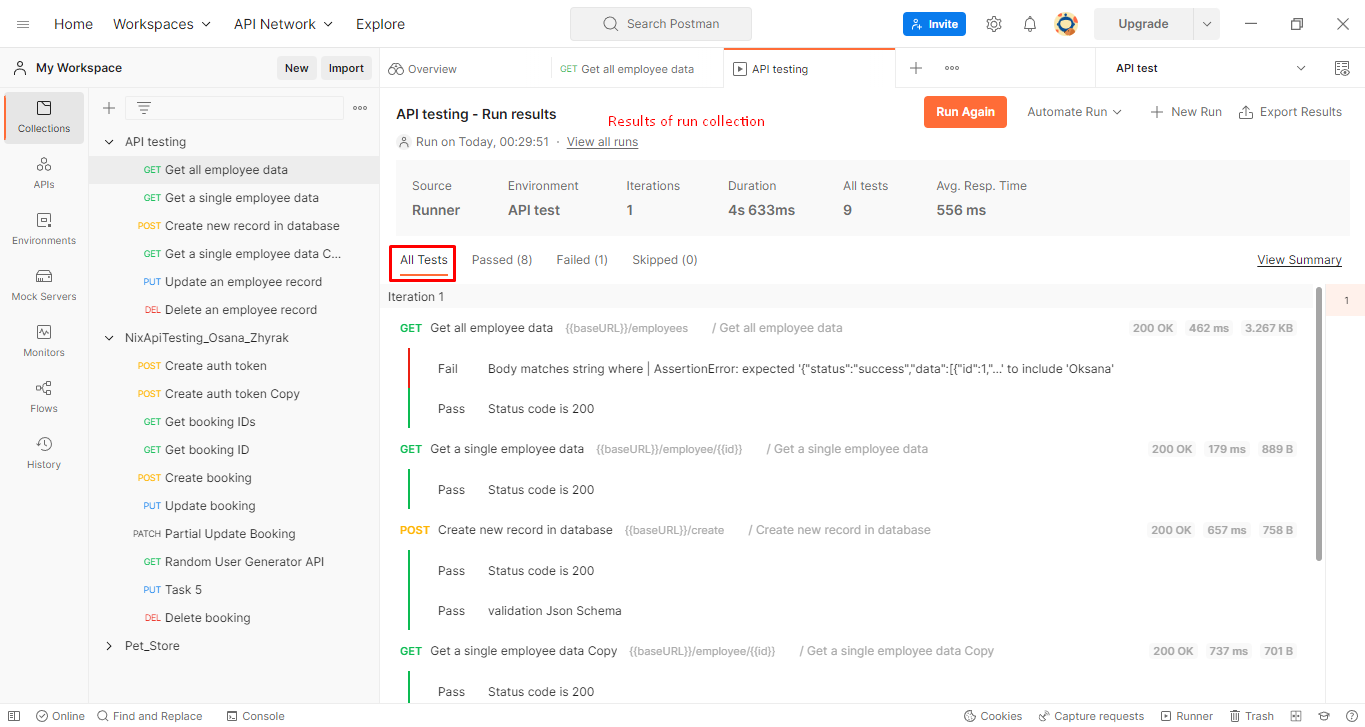 Home Workspaces API Network Explore Search Postman Invite Upgrade
My Workspace New Import Overview GET Get all employee data API testing API test
Collections
APIs
Environments
Mock Servers
Monitors
Flows
History
API testing
GET Get all employee data
GET Get a single employee data
POST Create new record in database
GET Get a single employee data C...
PUT Update an employee record
DEL Delete an employee record
NixApiTesting_Osana_Zhyrak
POST Create auth token
POST Create auth token Copy
GET Get booking IDs
GET Get booking ID
POST Create booking
PUT Update booking
PATCH Partial Update Booking
GET Random User Generator API
PUT Task 5
DEL Delete booking
Pet_Store
API testing - Run results Results of run collection Run Again Automate Run New Run Export Results
Run on Today, 00:29:51 · View all runs
Source Environment Iterations Duration All tests Avg. Resp. Time
Runner API test 1 4s 633ms 9 556 ms
All Tests Passed (8) Failed (1) Skipped (0) View Summary
Iteration 1 1
GET Get all employee data {{baseURL}}/employees / Get all employee data 200 OK 462 ms 3.267 KB
Fail Body matches string where | AssertionError: expected '{"status":"success","data":[{"id":1,"...' to include 'Oksana'
Pass Status code is 200
GET Get a single employee data {{baseURL}}/employee/{{id}} / Get a single employee data 200 OK 179 ms 889 B
Pass Status code is 200
POST Create new record in database {{baseURL}}/create / Create new record in database 200 OK 657 ms 758 B
Pass Status code is 200
Pass validation Json Schema
GET Get a single employee data Copy {{baseURL}}/employee/{{id}} / Get a single employee data Copy 200 OK 737 ms 701 B
Pass Status code is 200
Online Find and Replace Console Cookies Capture requests Runner Trash